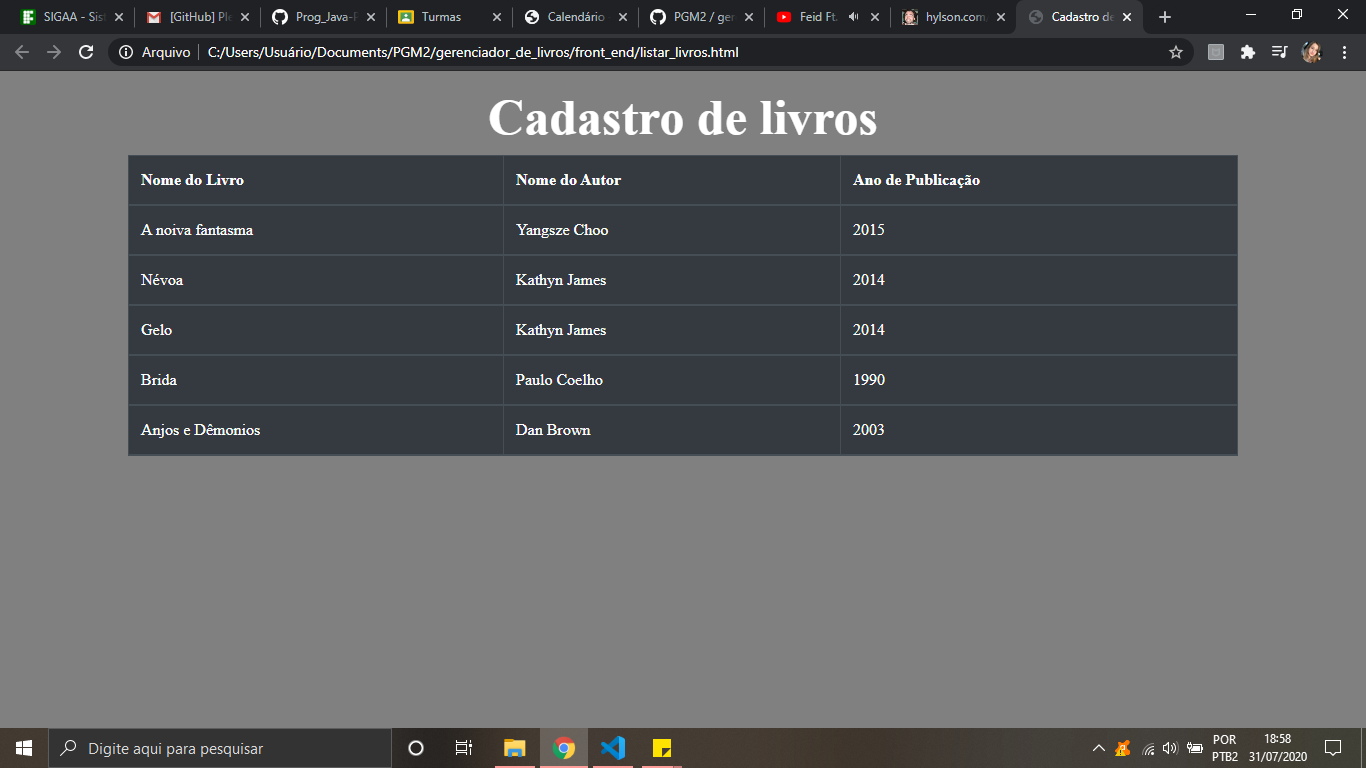 SIGAA - Sis
[GitHub] Ple
Prog_Java-P
Turmas
Calendário
PGM2 / ger
Feid Ft.
hylson.com
Cadastro de
Arquivo C:/Users/Usuário/Documents/PGM2/gerenciador_de_livros/front_end/listar_livros.html
Cadastro de livros
Nome do Livro Nome do Autor Ano de Publicação
A noiva fantasma Yangsze Choo 2015
Névoa Kathyn James 2014
Gelo Kathyn James 2014
Brida Paulo Coelho 1990
Anjos e Dêmonios Dan Brown 2003
Digite aqui para pesquisar
POR 18:58
PTB2 31/07/2020